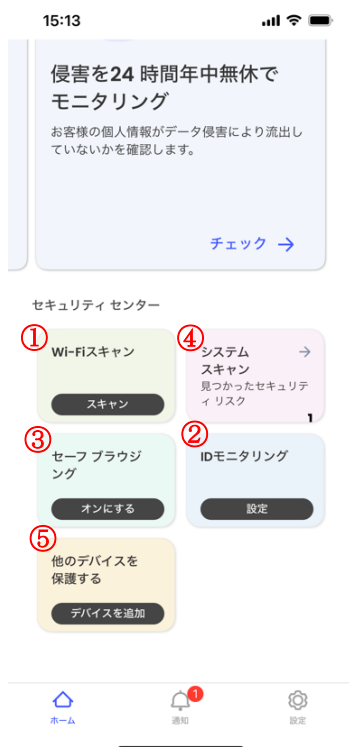 15:13
侵害を24 時間年中無休で
モニタリング
お客様の個人情報がデータ侵害により流出し
ていないかを確認します。
チェック →
セキュリティ センター
①
Wi-Fiスキャン
スキャン
④
システム →
スキャン
見つかったセキュリテ
ィ リスク
1
③
セーフ ブラウジ
ング
オンにする
②
IDモニタリング
設定
⑤
他のデバイスを
保護する
デバイスを追加
ホーム
1
通知
設定